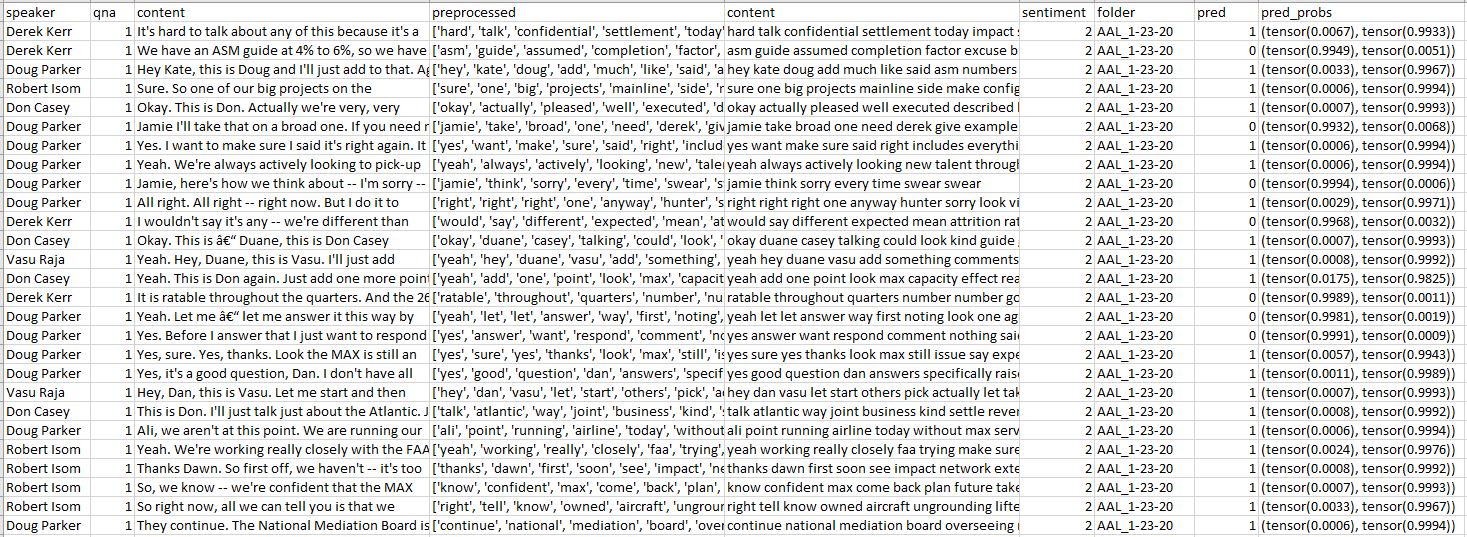 speaker qna content preprocessed content sentiment folder pred pred_probs
Derek Kerr 1 It's hard to talk about any of this because it's a ['hard', 'talk', 'confidential', 'settlement', 'today' hard talk confidential settlement today impact 2 AAL_1-23-20 1 (tensor(0.0067), tensor(0.9933))
Derek Kerr 1 We have an ASM guide at 4% to 6%, so we have ['asm', 'guide', 'assumed', 'completion', 'factor', asm guide assumed completion factor excuse b 2 AAL_1-23-20 0 (tensor(0.9949), tensor(0.0051))
Doug Parker 1 Hey Kate, this is Doug and I'll just add to that. Ag ['hey', 'kate', 'doug', 'add', 'much', 'like', 'said', 'a hey kate doug add much like said asm numbers 2 AAL_1-23-20 1 (tensor(0.0033), tensor(0.9967))
Robert Isom 1 Sure. So one of our big projects on the ['sure', 'one', 'big', 'projects', 'mainline', 'side', 'r sure one big projects mainline side make config 2 AAL_1-23-20 1 (tensor(0.0006), tensor(0.9994))
Don Casey 1 Okay. This is Don. Actually we're very, very ['okay', 'actually', 'pleased', 'well', 'executed', 'd okay actually pleased well executed described 2 AAL_1-23-20 1 (tensor(0.0007), tensor(0.9993))
Doug Parker 1 Jamie I'll take that on a broad one. If you need r ['jamie', 'take', 'broad', 'one', 'need', 'derek', 'giv jamie take broad one need derek give example 2 AAL_1-23-20 0 (tensor(0.9932), tensor(0.0068))
Doug Parker 1 Yes. I want to make sure I said it's right again. It ['yes', 'want', 'make', 'sure', 'said', 'right', 'includ yes want make sure said right includes everythi 2 AAL_1-23-20 1 (tensor(0.0006), tensor(0.9994))
Doug Parker 1 Yeah. We're always actively looking to pick-up ['yeah', 'always', 'actively', 'looking', 'new', 'tale yeah always actively looking new talent throug 2 AAL_1-23-20 1 (tensor(0.0006), tensor(0.9994))
Doug Parker 1 Jamie, here's how we think about -- I'm sorry -- ['jamie', 'think', 'sorry', 'every', 'time', 'swear', 's jamie think sorry every time swear swear 2 AAL_1-23-20 0 (tensor(0.9994), tensor(0.0006))
Doug Parker 1 All right. All right -- right now. But I do it to ['right', 'right', 'right', 'one', 'anyway', 'hunter', 's right right right one anyway hunter sorry look vi 2 AAL_1-23-20 1 (tensor(0.0029), tensor(0.9971))
Derek Kerr 1 I wouldn't say it's any -- we're different than ['would', 'say', 'different', 'expected', 'mean', 'at would say different expected mean attrition rat 2 AAL_1-23-20 0 (tensor(0.9968), tensor(0.0032))
Don Casey 1 Okay. This is â€“ Duane, this is Don Casey ['okay', 'duane', 'casey', 'talking', 'could', 'look', ' okay duane casey talking could look kind guide 2 AAL_1-23-20 1 (tensor(0.0007), tensor(0.9993))
Vasu Raja 1 Yeah. Hey, Duane, this is Vasu. I'll just add ['yeah', 'hey', 'duane', 'vasu', 'add', 'something', yeah hey duane vasu add something comments 2 AAL_1-23-20 1 (tensor(0.0008), tensor(0.9992))
Don Casey 1 Yeah. This is Don again. Just add one more point ['yeah', 'add', 'one', 'point', 'look', 'max', 'capacit yeah add one point look max capacity effect rea 2 AAL_1-23-20 1 (tensor(0.0175), tensor(0.9825))
Derek Kerr 1 It is ratable throughout the quarters. And the 26 ['ratable', 'throughout', 'quarters', 'number', 'nu ratable throughout quarters number number go 2 AAL_1-23-20 0 (tensor(0.9989), tensor(0.0011))
Doug Parker 1 Yeah. Let me â€“ let me answer it this way by ['yeah', 'let', 'let', 'answer', 'way', 'first', 'noting', yeah let let answer way first noting look one ag 2 AAL_1-23-20 0 (tensor(0.9981), tensor(0.0019))
Doug Parker 1 Yes. Before I answer that I just want to respond ['yes', 'answer', 'want', 'respond', 'comment', 'no yes answer want respond comment nothing sai 2 AAL_1-23-20 0 (tensor(0.9991), tensor(0.0009))
Doug Parker 1 Yes, sure. Yes, thanks. Look the MAX is still an ['yes', 'sure', 'yes', 'thanks', 'look', 'max', 'still', 'is yes sure yes thanks look max still issue say expe 2 AAL_1-23-20 1 (tensor(0.0057), tensor(0.9943))
Doug Parker 1 Yes, it's a good question, Dan. I don't have all ['yes', 'good', 'question', 'dan', 'answers', 'specif yes good question dan answers specifically rais 2 AAL_1-23-20 1 (tensor(0.0011), tensor(0.9989))
Vasu Raja 1 Hey, Dan, this is Vasu. Let me start and then ['hey', 'dan', 'vasu', 'let', 'start', 'others', 'pick', 'a hey dan vasu let start others pick actually let tak 2 AAL_1-23-20 1 (tensor(0.0007), tensor(0.9993))
Don Casey 1 This is Don. I'll just talk just about the Atlantic. J ['talk', 'atlantic', 'way', 'joint', 'business', 'kind', 's talk atlantic way joint business kind settle rever 2 AAL_1-23-20 1 (tensor(0.0008), tensor(0.9992))
Doug Parker 1 Ali, we aren't at this point. We are running our ['ali', 'point', 'running', 'airline', 'today', 'without ali point running airline today without max serv 2 AAL_1-23-20 1 (tensor(0.0006), tensor(0.9994))
Robert Isom 1 Yeah. We're working really closely with the FAA ['yeah', 'working', 'really', 'closely', 'faa', 'trying', yeah working really closely faa trying make sure 2 AAL_1-23-20 1 (tensor(0.0024), tensor(0.9976))
Robert Isom 1 Thanks Dawn. So first off, we haven't -- it's too ['thanks', 'dawn', 'first', 'soon', 'see', 'impact', 'ne thanks dawn first soon see impact network exte 2 AAL_1-23-20 1 (tensor(0.0008), tensor(0.9992))
Robert Isom 1 So, we know -- we're confident that the MAX ['know', 'confident', 'max', 'come', 'back', 'plan', know confident max come back plan future take 2 AAL_1-23-20 1 (tensor(0.0007), tensor(0.9993))
Robert Isom 1 So right now, all we can tell you is that we ['right', 'tell', 'know', 'owned', 'aircraft', 'ungrour right tell know owned aircraft ungrounding lifte 2 AAL_1-23-20 1 (tensor(0.0033), tensor(0.9967))
Doug Parker 1 They continue. The National Mediation Board is ['continue', 'national', 'mediation', 'board', 'over continue national mediation board overseeing 2 AAL_1-23-20 1 (tensor(0.0006), tensor(0.9994))